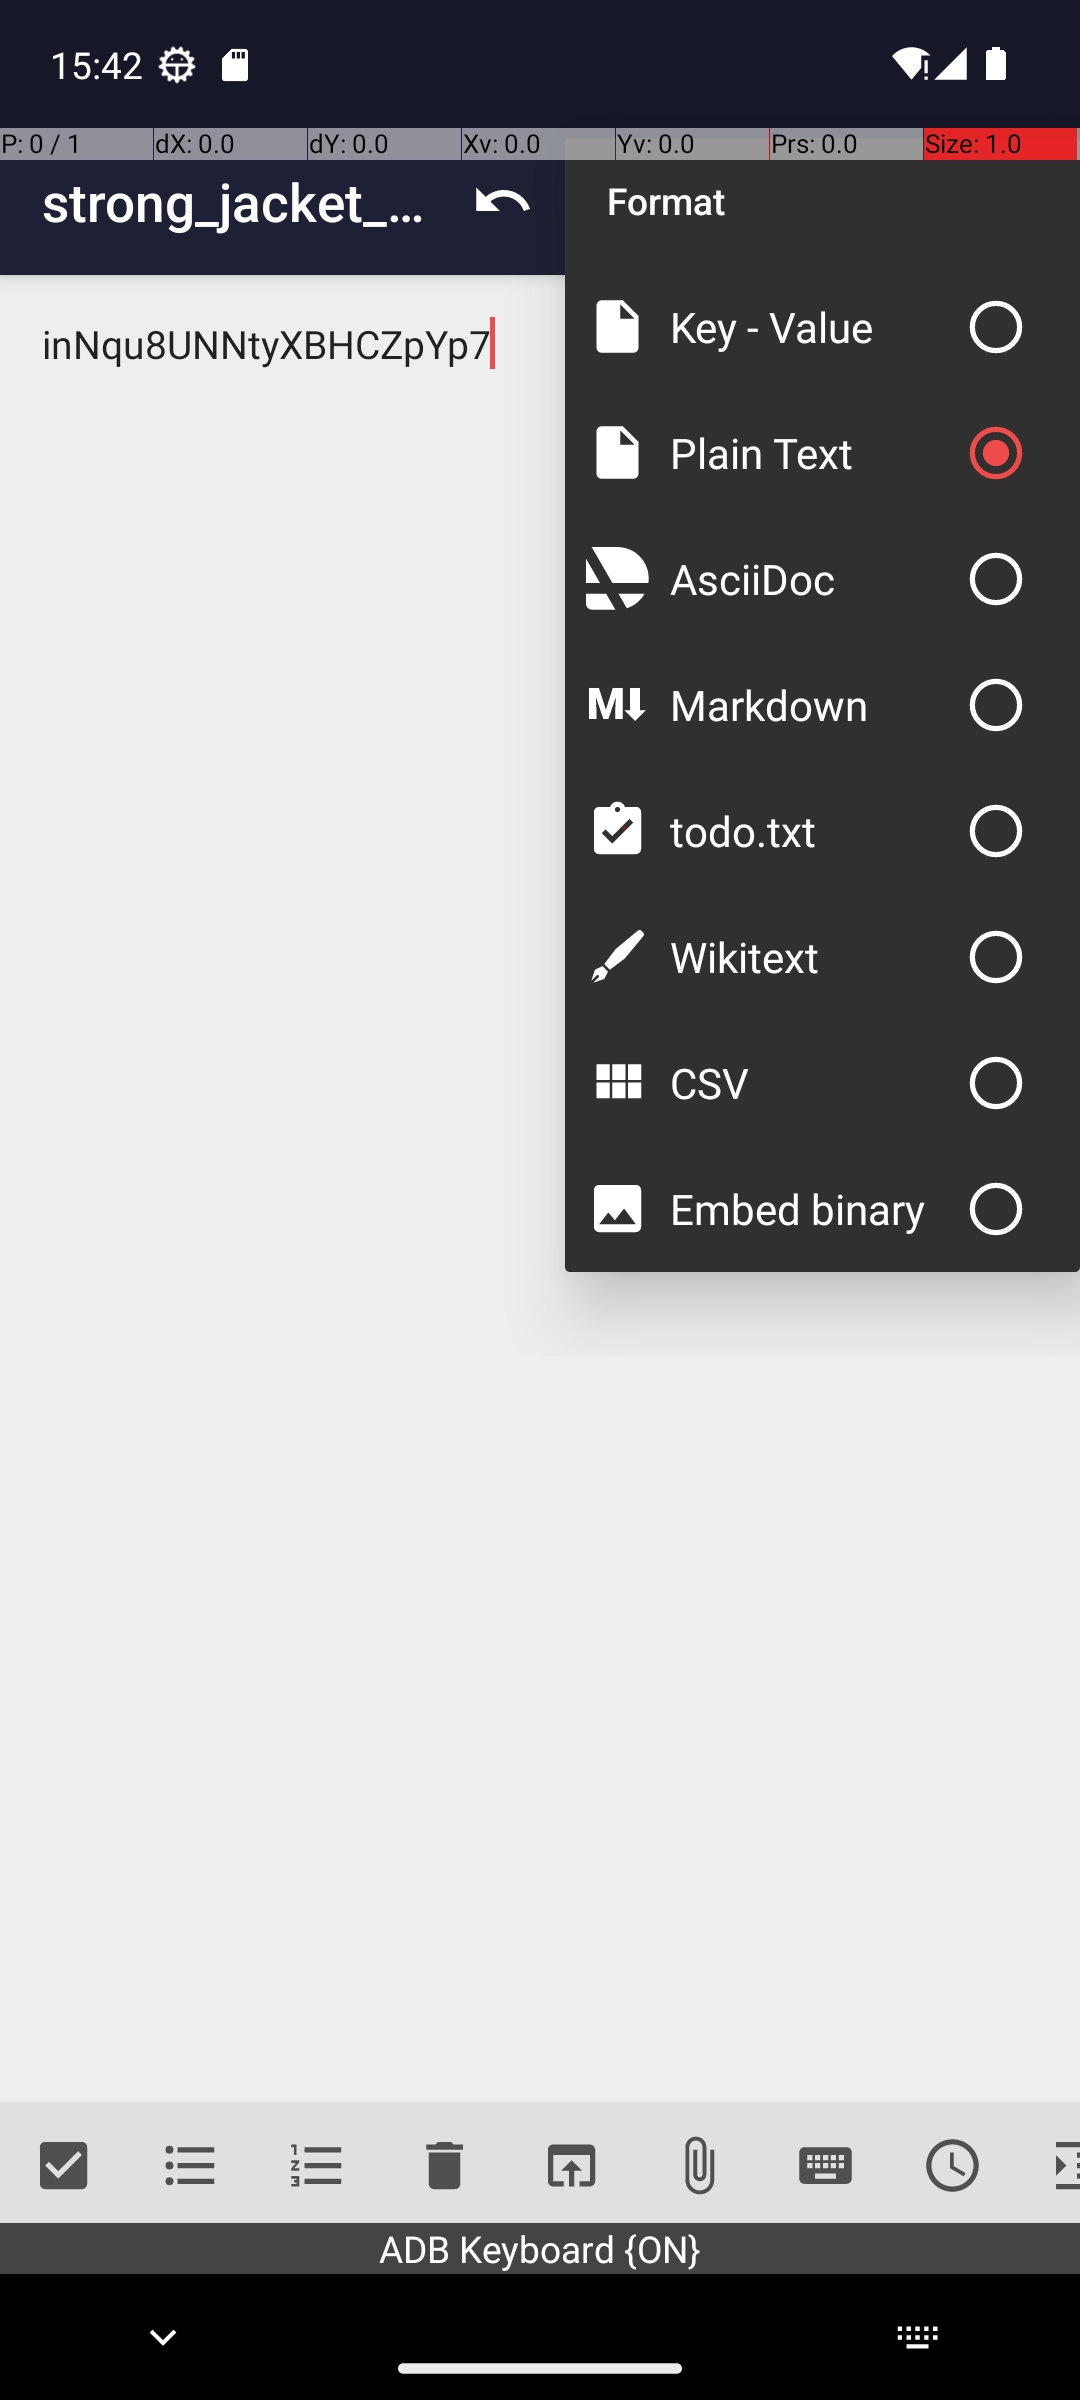 15:42
P: 0 / 1 dX: 0.0 dY: 0.0 Xv: 0.0 Yv: 0.0 Prs: 0.0 Size: 1.0
strong_jacket_...
Format
inNqu8UNNtyXBHCZpYp7
Key - Value
Plain Text
AsciiDoc
M Markdown
todo.txt
Wikitext
CSV
Embed binary
ADB Keyboard {ON}